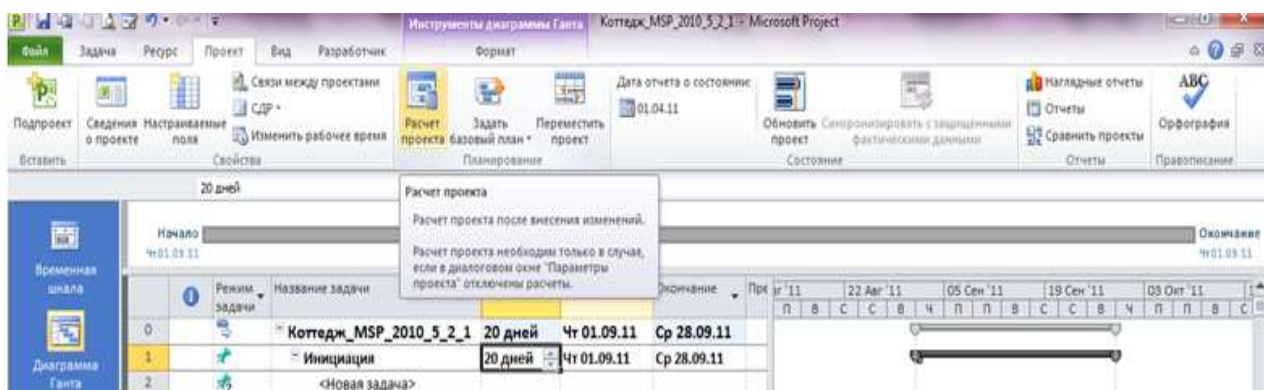 Инструменты диаграммы Ганта Коттедж_MSP_2010_5_2_1 - Microsoft Project
Файл Задача Ресурс Проект Вид Разработчик Формат
Подпроект
Сведения о проекте
Настраиваемые поля
Связи между проектами
СДР
Изменить рабочее время
Расчет проекта
Задать базовый план
Переместить проект
Дата отчета о состоянии:
01.04.11
Обновить проект
Синхронизировать с защищенными фактическими данными
Наглядные отчеты
Отчеты
Сравнить проекты
ABC
Орфография
Вставить Свойства Планирование Состояние Отчеты Правописание
20 дней
Расчет проекта
Расчет проекта после внесения изменений.
Расчет проекта необходим только в случае,
если в диалоговом окне "Параметры
проекта" отключены расчеты.
Временная шкала
Начало
Чт 01.09.11
Окончание
Чт 01.09.11
Режим задачи Название задачи Окончание
22 Авг '11 05 Сен '11 19 Сен '11 03 Окт '11
П В С С В Ч П П В С С В Ч П П В С
0 Коттедж_MSP_2010_5_2_1 20 дней Чт 01.09.11 Ср 28.09.11
1 Инициация 20 дней Чт 01.09.11 Ср 28.09.11
2 <Новая задача>
Диаграмма Ганта